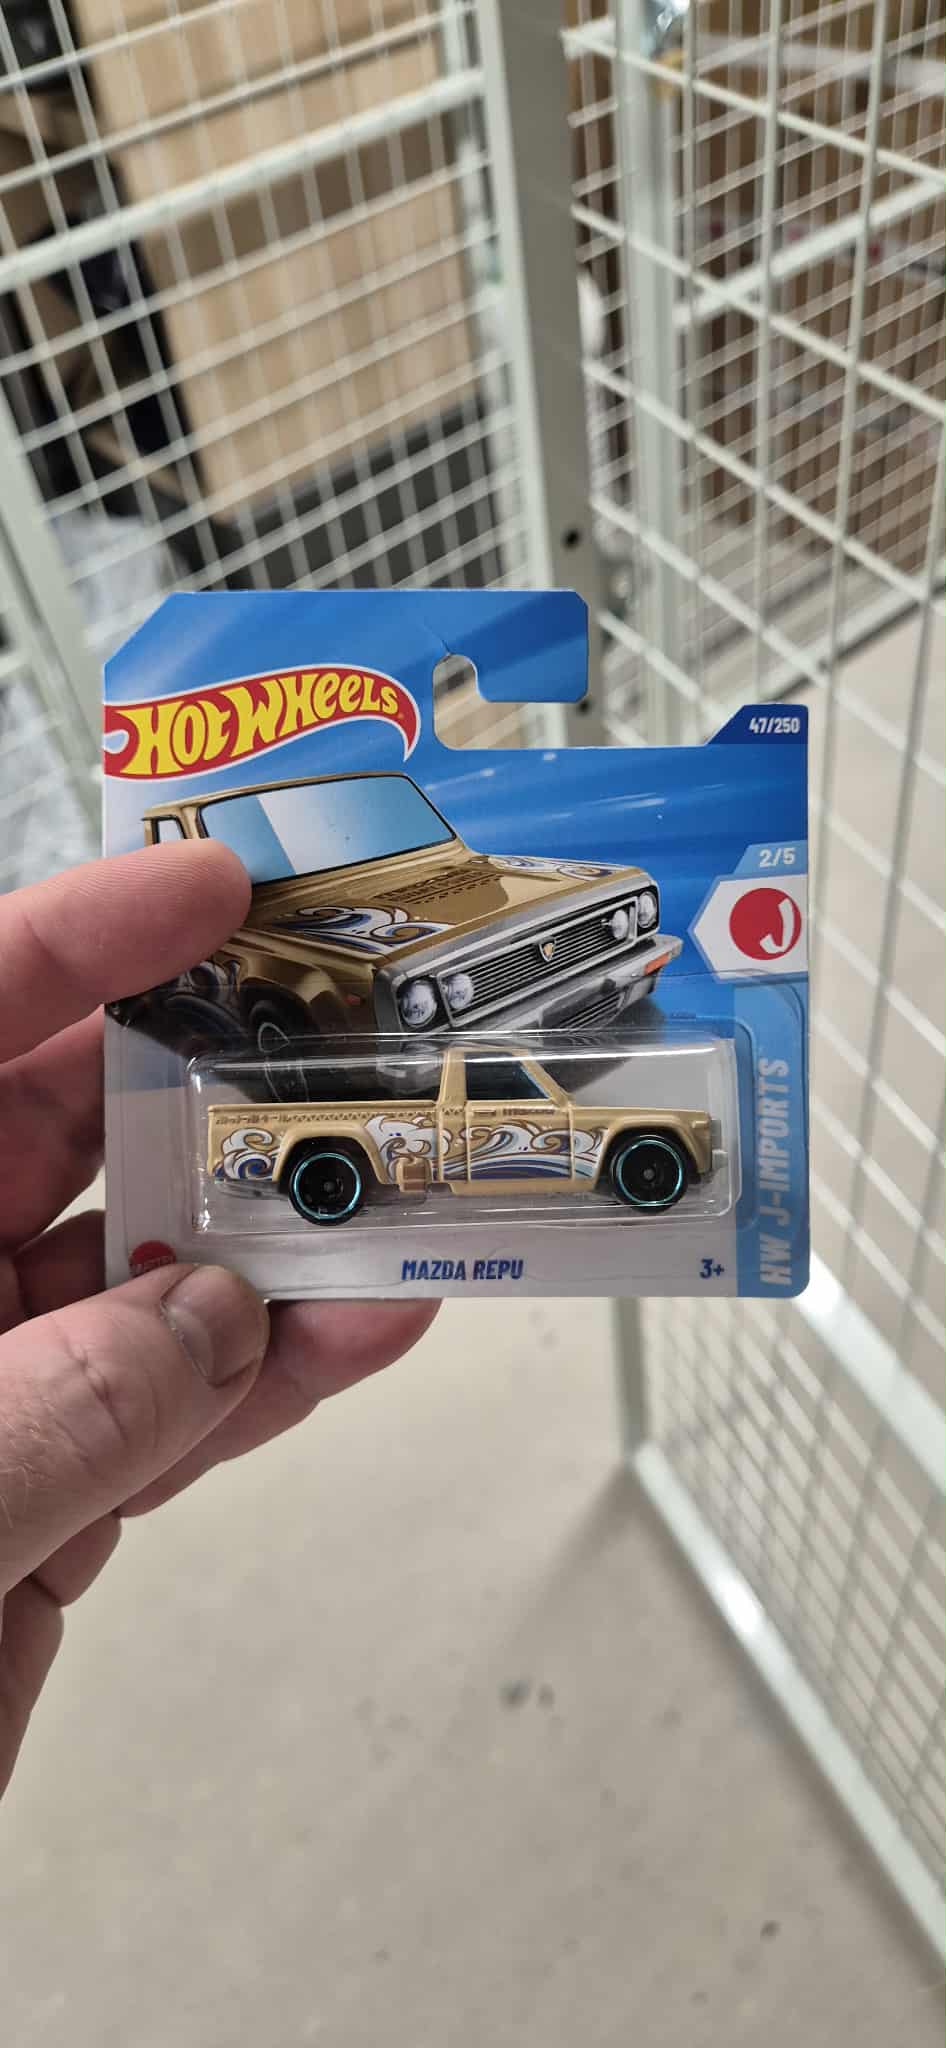 HOT WHEELS
47/250
2/5
J
HW J-IMPORTS
MAZDA REPU
3+